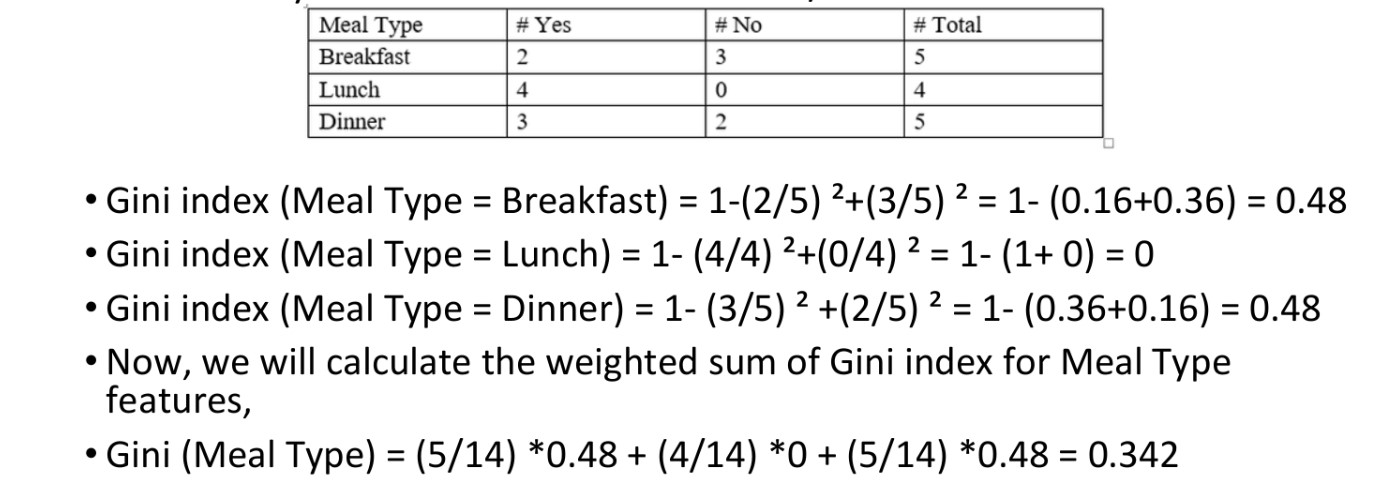 Meal Type # Yes # No # Total
Breakfast 2 3 5
Lunch 4 0 4
Dinner 3 2 5
• Gini index (Meal Type = Breakfast) = 1-(2/5) ²+(3/5) ² = 1- (0.16+0.36) = 0.48
• Gini index (Meal Type = Lunch) = 1- (4/4) ²+(0/4) ² = 1- (1+ 0) = 0
• Gini index (Meal Type = Dinner) = 1- (3/5) ² +(2/5) ² = 1- (0.36+0.16) = 0.48
• Now, we will calculate the weighted sum of Gini index for Meal Type
features,
• Gini (Meal Type) = (5/14) *0.48 + (4/14) *0 + (5/14) *0.48 = 0.342